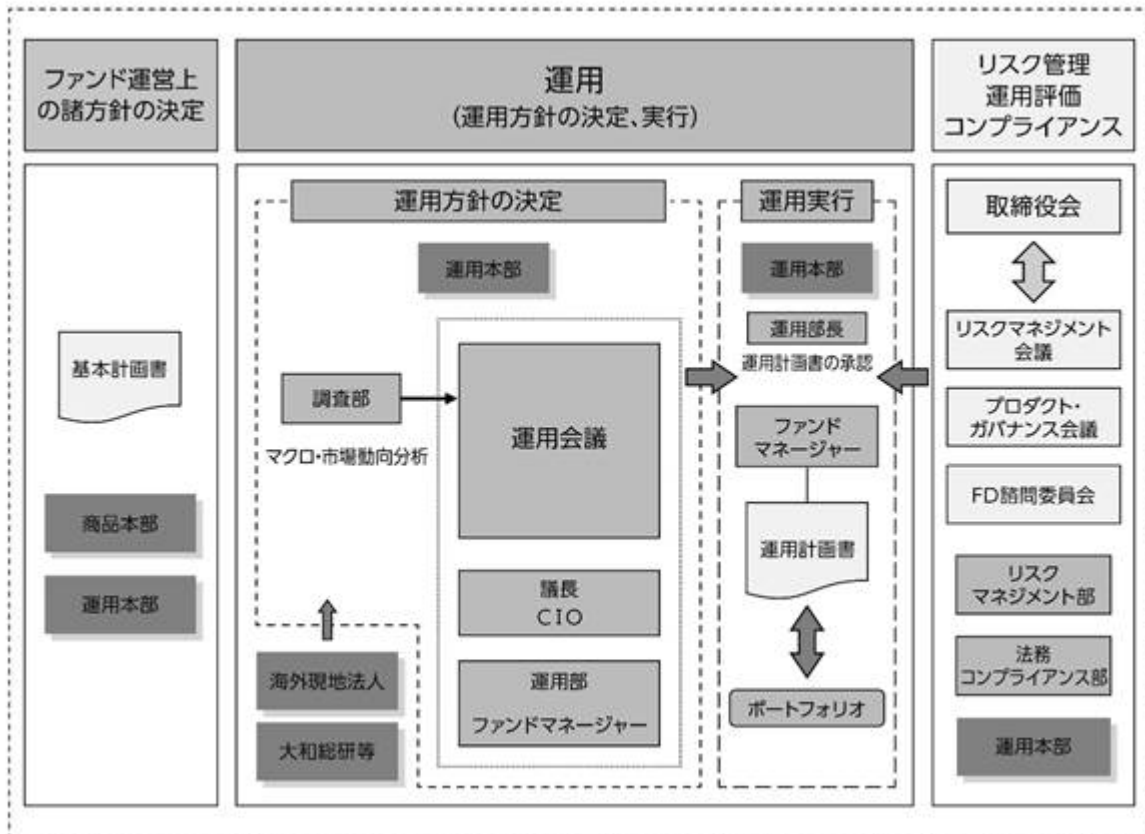 ファンド運営上
の諸方針の決定
運用
(運用方針の決定、実行)
リスク管理
運用評価
コンプライアンス
基本計画書
商品本部
運用本部
運用方針の決定
運用本部
調査部
マクロ・市場動向分析
運用会議
議長
CIO
運用部
ファンドマネージャー
海外現地法人
大和総研等
運用実行
運用本部
運用部長
運用計画書の承認
ファンド
マネージャー
運用計画書
ポートフォリオ
取締役会
リスクマネジメント
会議
プロダクト・
ガバナンス会議
FD諮問委員会
リスク
マネジメント部
法務
コンプライアンス部
運用本部